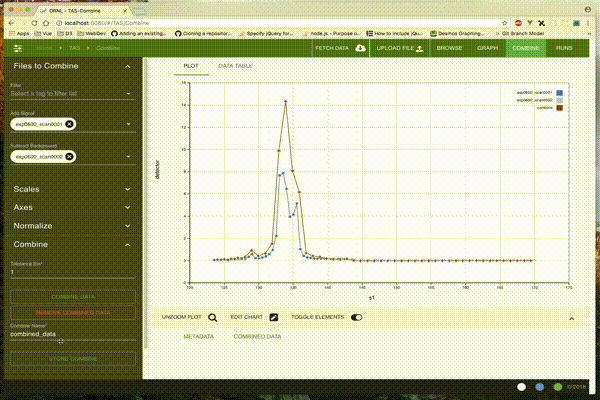 ORNL - TAS-Combine
localhost:8080/#/TAS/Combine
Apps Vue D3 WebDev Adding an existing... Cloning a repositor... Specify jQuery for... node.js - Purpose o... How to include jQu... Desmos Graphing... Git Branch Model
Home TAS Combine FETCH DATA UPLOAD FILE BROWSE GRAPH COMBINE RUNS
Files to Combine
Filter
Select a tag to filter list
Add Signal
exp0600_scan0001
Subtract Background
exp0600_scan0002
Scales
Axes
Normalize
Combine
Tolerance Bin*
1
COMBINE DATA
REMOVE COMBINED DATA
Combine Name*
combined_data
STORE COMBINE
PLOT DATA TABLE
exp0600_scan0001
exp0600_scan0002
combine
16
14
12
10
8
6
4
2
0
-2
detector
120 125 130 135 140 145 150 155 160 165 170 175
s1
UNZOOM PLOT EDIT CHART TOGGLE ELEMENTS
METADATA COMBINED DATA
© 2018